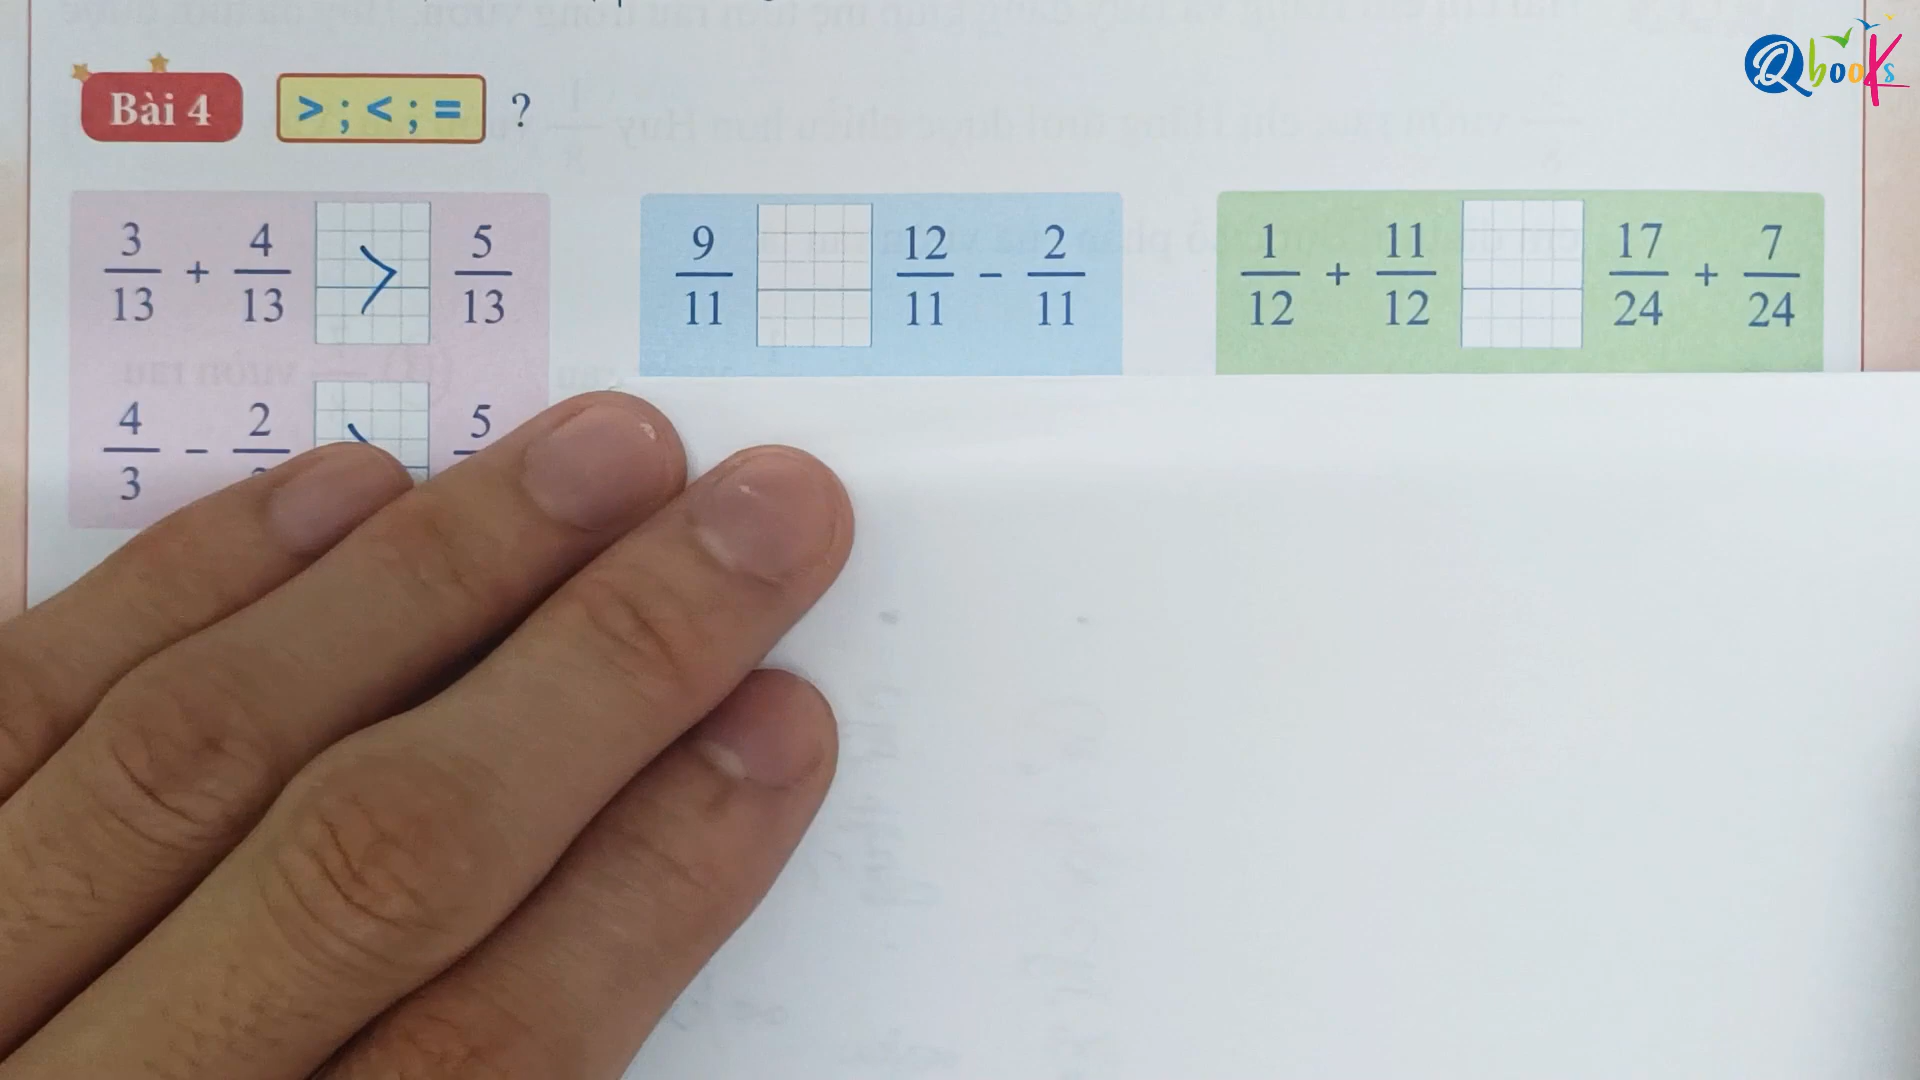 Qbooks
Bài 4 > ; < ; = ?
3/13 + 4/13 > 5/13
9/11 12/11 - 2/11
1/12 + 11/12 17/24 + 7/24
4/3 - 2 5